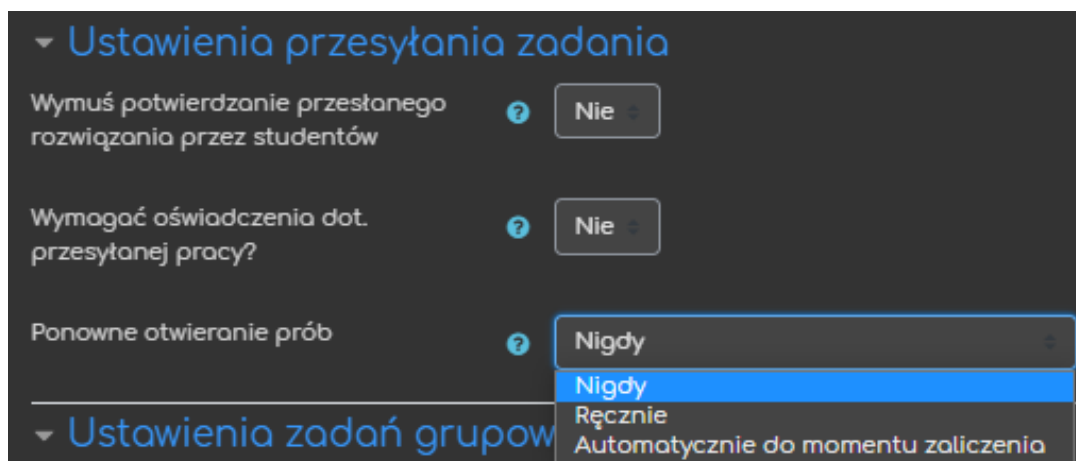 Ustawienia przesyłania zadania
Wymuś potwierdzanie przesłanego
rozwiązania przez studentów
? Nie
Wymagać oświadczenia dot.
przesyłanej pracy?
? Nie
Ponowne otwieranie prób
? Nigdy
Nigdy
Ręcznie
Automatycznie do momentu zaliczenia
Ustawienia zadań grupow